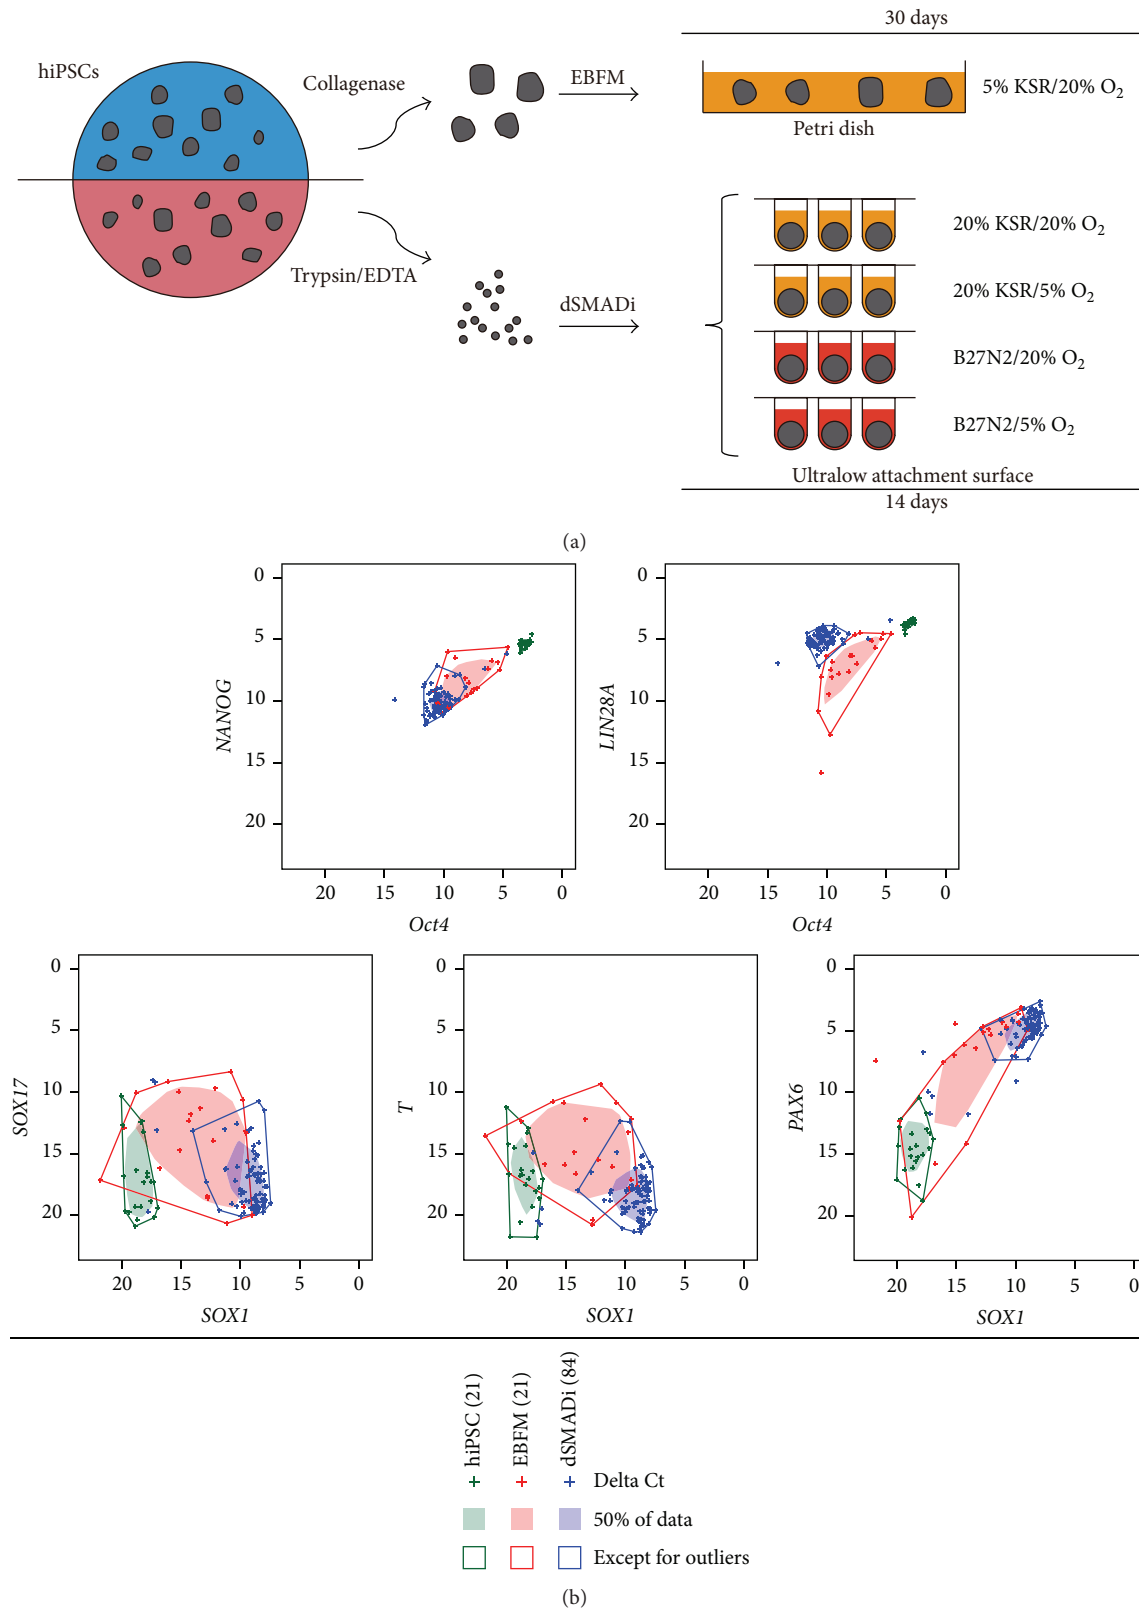 30 days
hiPSCs
Collagenase
EBFM
5% KSR/20% O2
Petri dish
Trypsin/EDTA
dSMADi
20% KSR/20% O2
20% KSR/5% O2
B27N2/20% O2
B27N2/5% O2
Ultralow attachment surface
14 days
(a)
0
5
10
15
20
NANOG
20
15
10
5
0
Oct4
0
5
10
15
20
LIN28A
20
15
10
5
0
Oct4
0
5
10
15
20
SOX17
20
15
10
5
0
SOX1
0
5
10
15
20
T
20
15
10
5
0
SOX1
0
5
10
15
20
PAX6
20
15
10
5
0
SOX1
hiPSC (21)
EBFM (21)
dSMADi (84)
Delta Ct
50% of data
Except for outliers
(b)